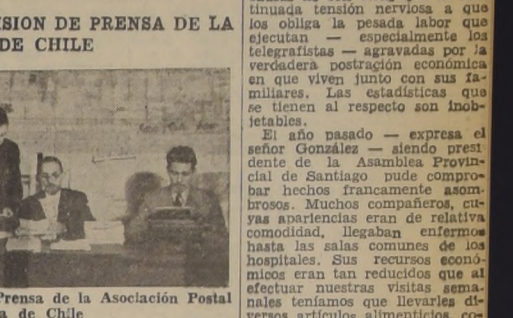 SION DE PRENSA DE LA
DE CHILE
Prensa de la Asociación Postal
a de Chile
tinuada tensión nerviosa a que
los obliga la pesada labor que
ejecutan — especialmente los
telegrafistas — agravadas por la
verdadera postración económica
en que viven junto con sus fa-
miliares. Las estadísticas que
se tienen al respecto son inob-
jetables.
El año pasado — expresa el
señor González — siendo presi
dente de la Asamblea Provin-
cial de Santiago pude compro-
bar hechos francamente asom-
brosos. Muchos compañeros, cu-
yas apariencias eran de relativa
comodidad, llegaban enfermos
hasta las salas comunes de los
hospitales. Sus recursos econó-
micos eran tan reducidos que al
efectuar nuestras visitas sema-
nales teníamos que llevarles di-
versos artículos alimenticios, co-